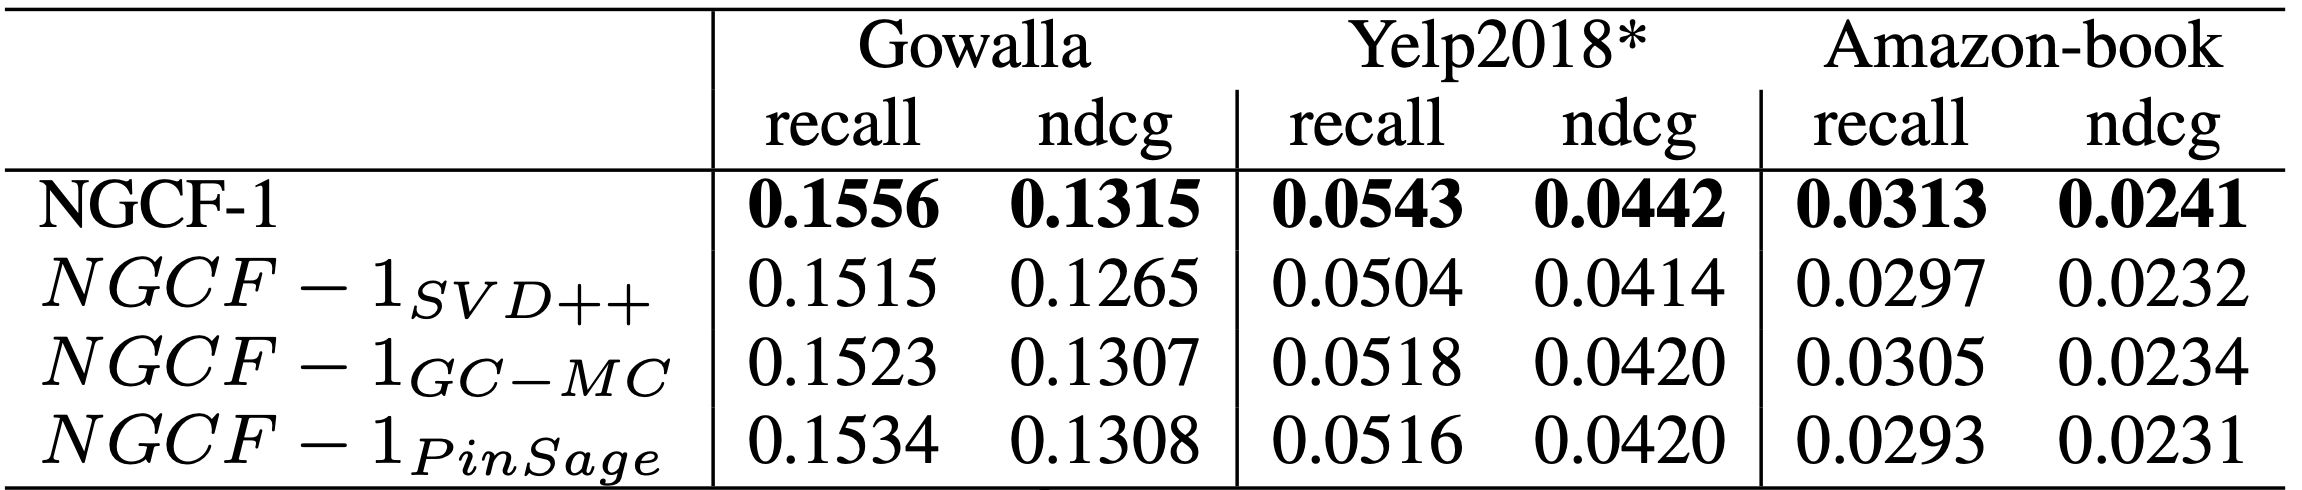 Gowalla Yelp2018* Amazon-book
recall ndcg recall ndcg recall ndcg
NGCF-1 0.1556 0.1315 0.0543 0.0442 0.0313 0.0241
NGCF − 1SVD++ 0.1515 0.1265 0.0504 0.0414 0.0297 0.0232
NGCF − 1GC−MC 0.1523 0.1307 0.0518 0.0420 0.0305 0.0234
NGCF − 1PinSage 0.1534 0.1308 0.0516 0.0420 0.0293 0.0231